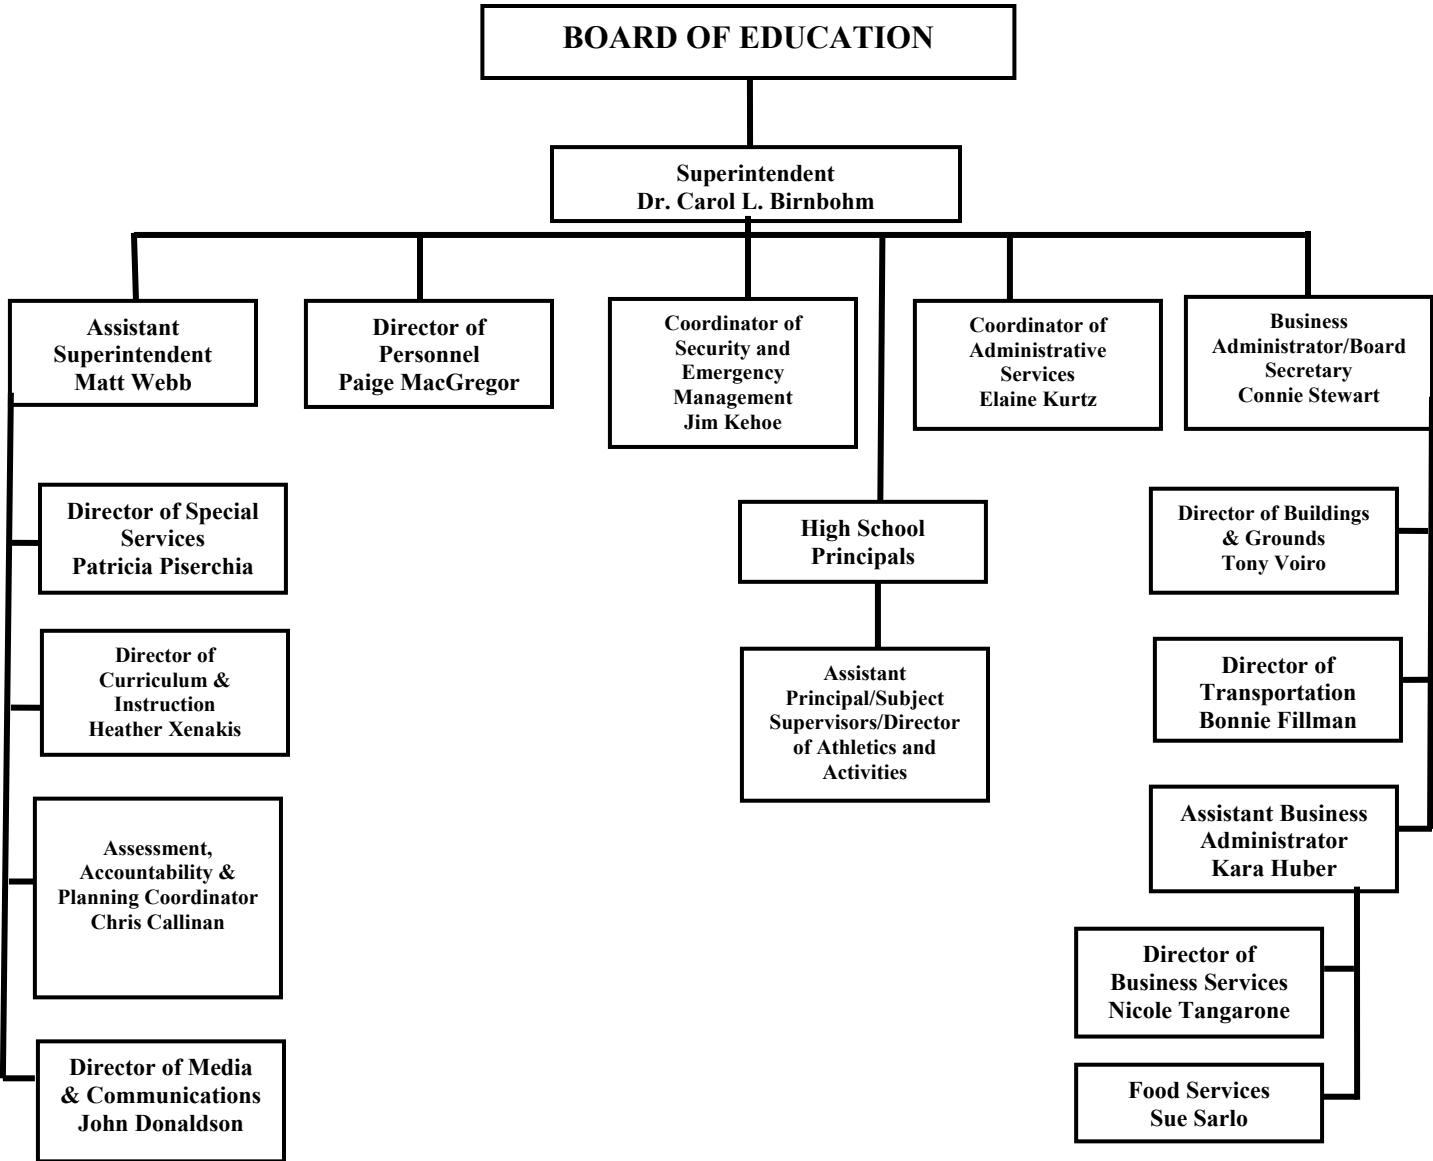 BOARD OF EDUCATION
Superintendent
Dr. Carol L. Birnbohm
Assistant
Superintendent
Matt Webb
Director of
Personnel
Paige MacGregor
Coordinator of
Security and
Emergency
Management
Jim Kehoe
Coordinator of
Administrative
Services
Elaine Kurtz
Business
Administrator/Board
Secretary
Connie Stewart
Director of Special
Services
Patricia Piserchia
High School
Principals
Director of Buildings
& Grounds
Tony Voiro
Director of
Curriculum &
Instruction
Heather Xenakis
Assistant
Principal/Subject
Supervisors/Director
of Athletics and
Activities
Director of
Transportation
Bonnie Fillman
Assessment,
Accountability &
Planning Coordinator
Chris Callinan
Assistant Business
Administrator
Kara Huber
Director of
Business Services
Nicole Tangarone
Director of Media
& Communications
John Donaldson
Food Services
Sue Sarlo